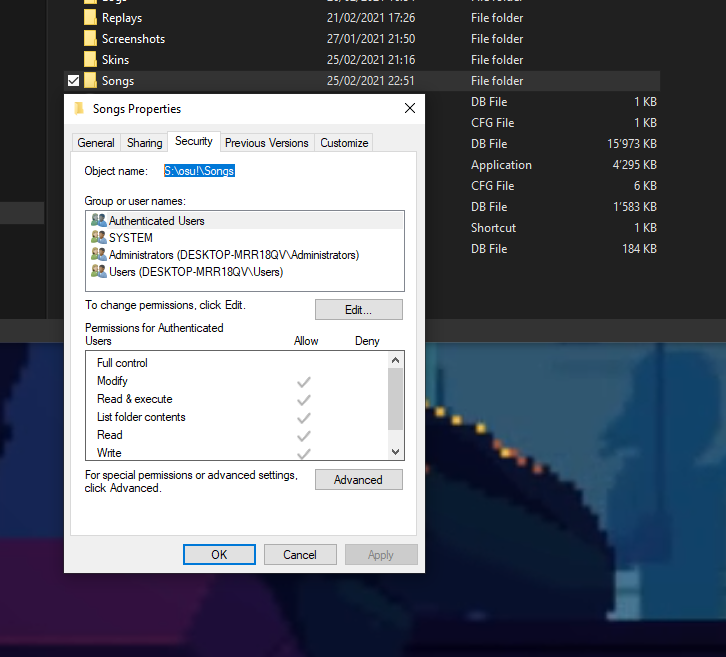 Replays 21/02/2021 17:26 File folder
Screenshots 27/01/2021 21:50 File folder
Skins 25/02/2021 21:16 File folder
Songs 25/02/2021 22:51 File folder
DB File 1 KB
CFG File 1 KB
DB File 15'973 KB
Application 4'295 KB
CFG File 6 KB
DB File 1'583 KB
Shortcut 1 KB
DB File 184 KB
Songs Properties
General Sharing Security Previous Versions Customize
Object name: S:\osu!\Songs
Group or user names:
Authenticated Users
SYSTEM
Administrators (DESKTOP-MRR18QV\Administrators)
Users (DESKTOP-MRR18QV\Users)
To change permissions, click Edit.
Edit...
Permissions for Authenticated
Users Allow Deny
Full control
Modify
Read & execute
List folder contents
Read
Write
For special permissions or advanced settings,
click Advanced.
Advanced
OK Cancel Apply